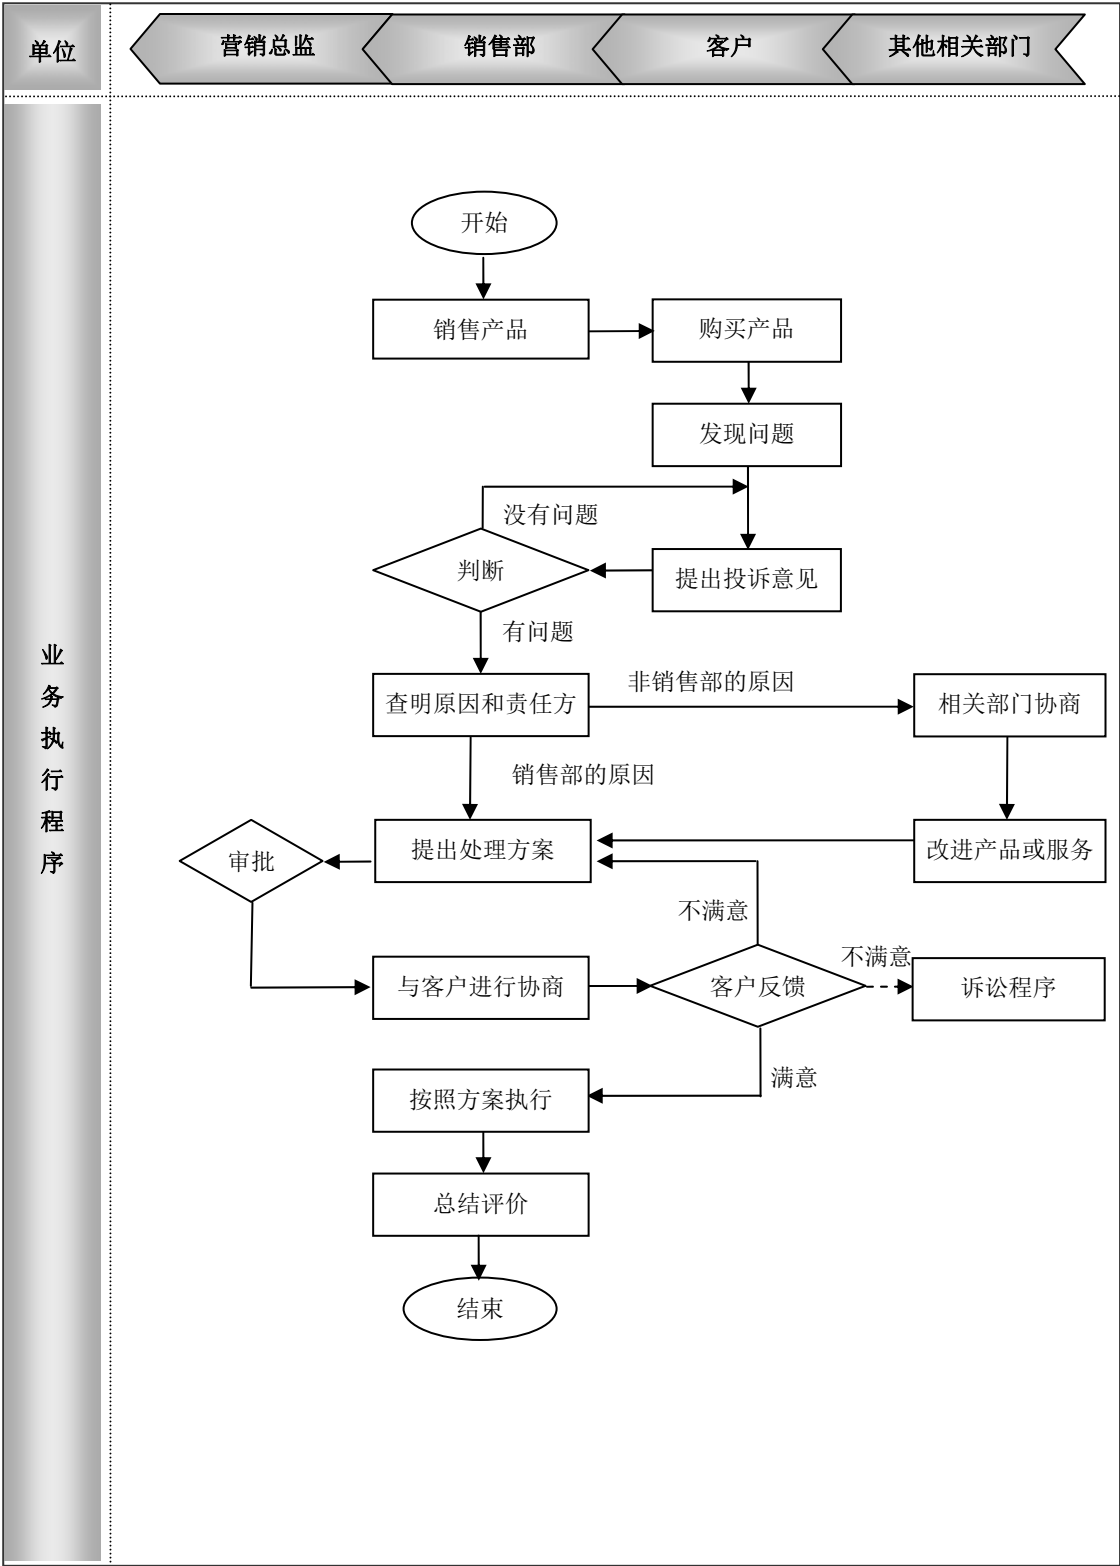 单位
营销总监
销售部
客户
其他相关部门
业务执行程序
开始
销售产品
购买产品
发现问题
没有问题
判断
提出投诉意见
有问题
查明原因和责任方
非销售部的原因
相关部门协商
销售部的原因
审批
提出处理方案
改进产品或服务
不满意
不满意
与客户进行协商
客户反馈
诉讼程序
满意
按照方案执行
总结评价
结束